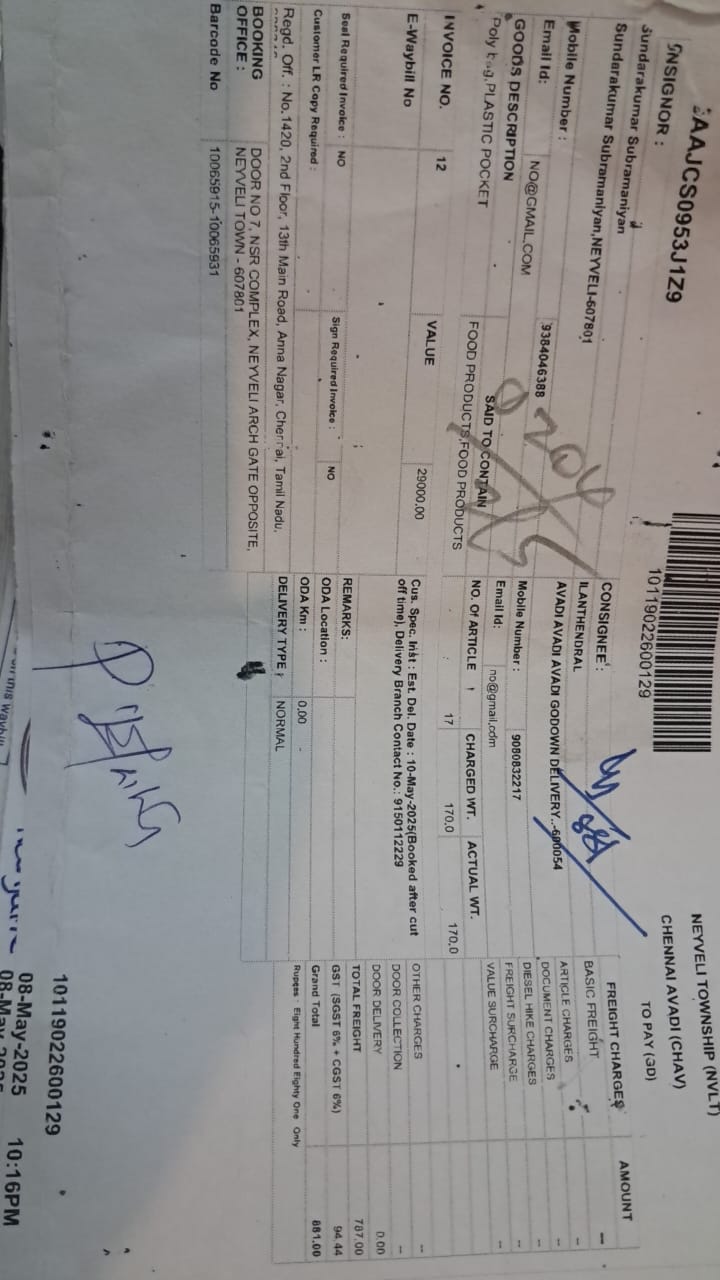 :AAJCS0953J1Z9
10119022600129
NEYVELI TOWNSHIP (NVLT)
CHENNAI AVADI (CHAV)
TO PAY (GD)
NSIGNOR :
Sundarakumar Subramaniyan
Sundarakumar Subramaniyan,NEYVELI-607801
Mobile Number :
9384046388
Email Id:
NO@GMAIL.COM
CONSIGNEE :
ILANTHENDRAL
AVADI AVADI AVADI GODOWN DELIVERY..-600054
Mobile Number :
9080832217
Email Id:
no@gmail.com
FREIGHT CHARGES
AMOUNT
BASIC FREIGHT --
ARTICLE CHARGES --
DOCUMENT CHARGES --
DIESEL HIKE CHARGES --
FREIGHT SURCHARGE --
VALUE SURCHARGE --
OTHER CHARGES --
DOOR COLLECTION --
DOOR DELIVERY 0.00
TOTAL FREIGHT 787.00
GST (SGST 6% + CGST 6%) 94.44
Grand Total 881.00
Rupees Eight Hundred Eighty One Only
GOODS DESCRIPTION
SAID TO CONTAIN
NO. Of ARTICLE
CHARGED WT.
ACTUAL WT.
Poly bag,PLASTIC POCKET
FOOD PRODUCTS,FOOD PRODUCTS
17
170.0
170.0
INVOICE NO.
12
VALUE
29000.00
E-Waybill No
Cus. Spec. Inst : Est. Del. Date : 10-May-2025(Booked after cut
off time), Delivery Branch Contact No.: 9150112229
Seal Required Invoice : NO
Sign Required Invoice : NO
REMARKS:
Customer LR Copy Required :
ODA Location :
ODA Km : 0.00
DELIVERY TYPE : NORMAL
Regd. Off. : No.1420, 2nd Floor, 13th Main Road, Anna Nagar, Chennai, Tamil Nadu,
BOOKING
OFFICE :
DOOR NO 7, NSR COMPLEX, NEYVELI ARCH GATE OPPOSITE,
NEYVELI TOWN - 607801
Barcode No
10065915-10065931
10119022600129
08-May-2025 10:16PM
08-May-2025